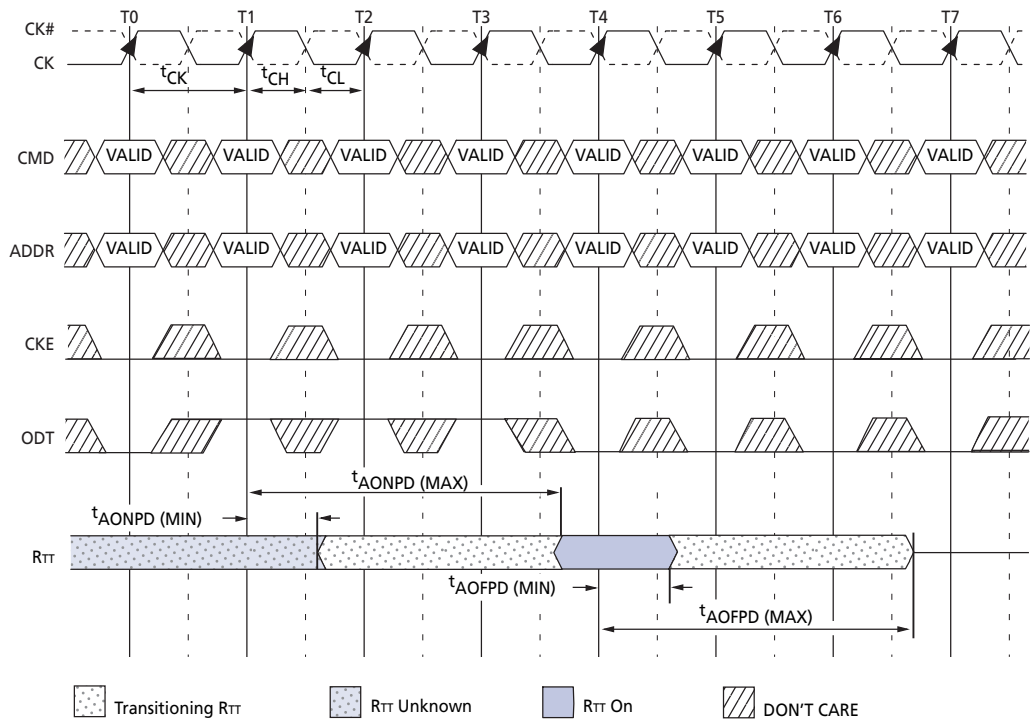 T0 T1 T2 T3 T4 T5 T6 T7
CK#
CK
tCK tCH tCL
CMD VALID VALID VALID VALID VALID VALID VALID VALID
ADDR VALID VALID VALID VALID VALID VALID VALID VALID
CKE
ODT
tAONPD (MAX)
tAONPD (MIN)
RTT
tAOFPD (MIN)
tAOFPD (MAX)
Transitioning RTT RTT Unknown RTT On DON'T CARE